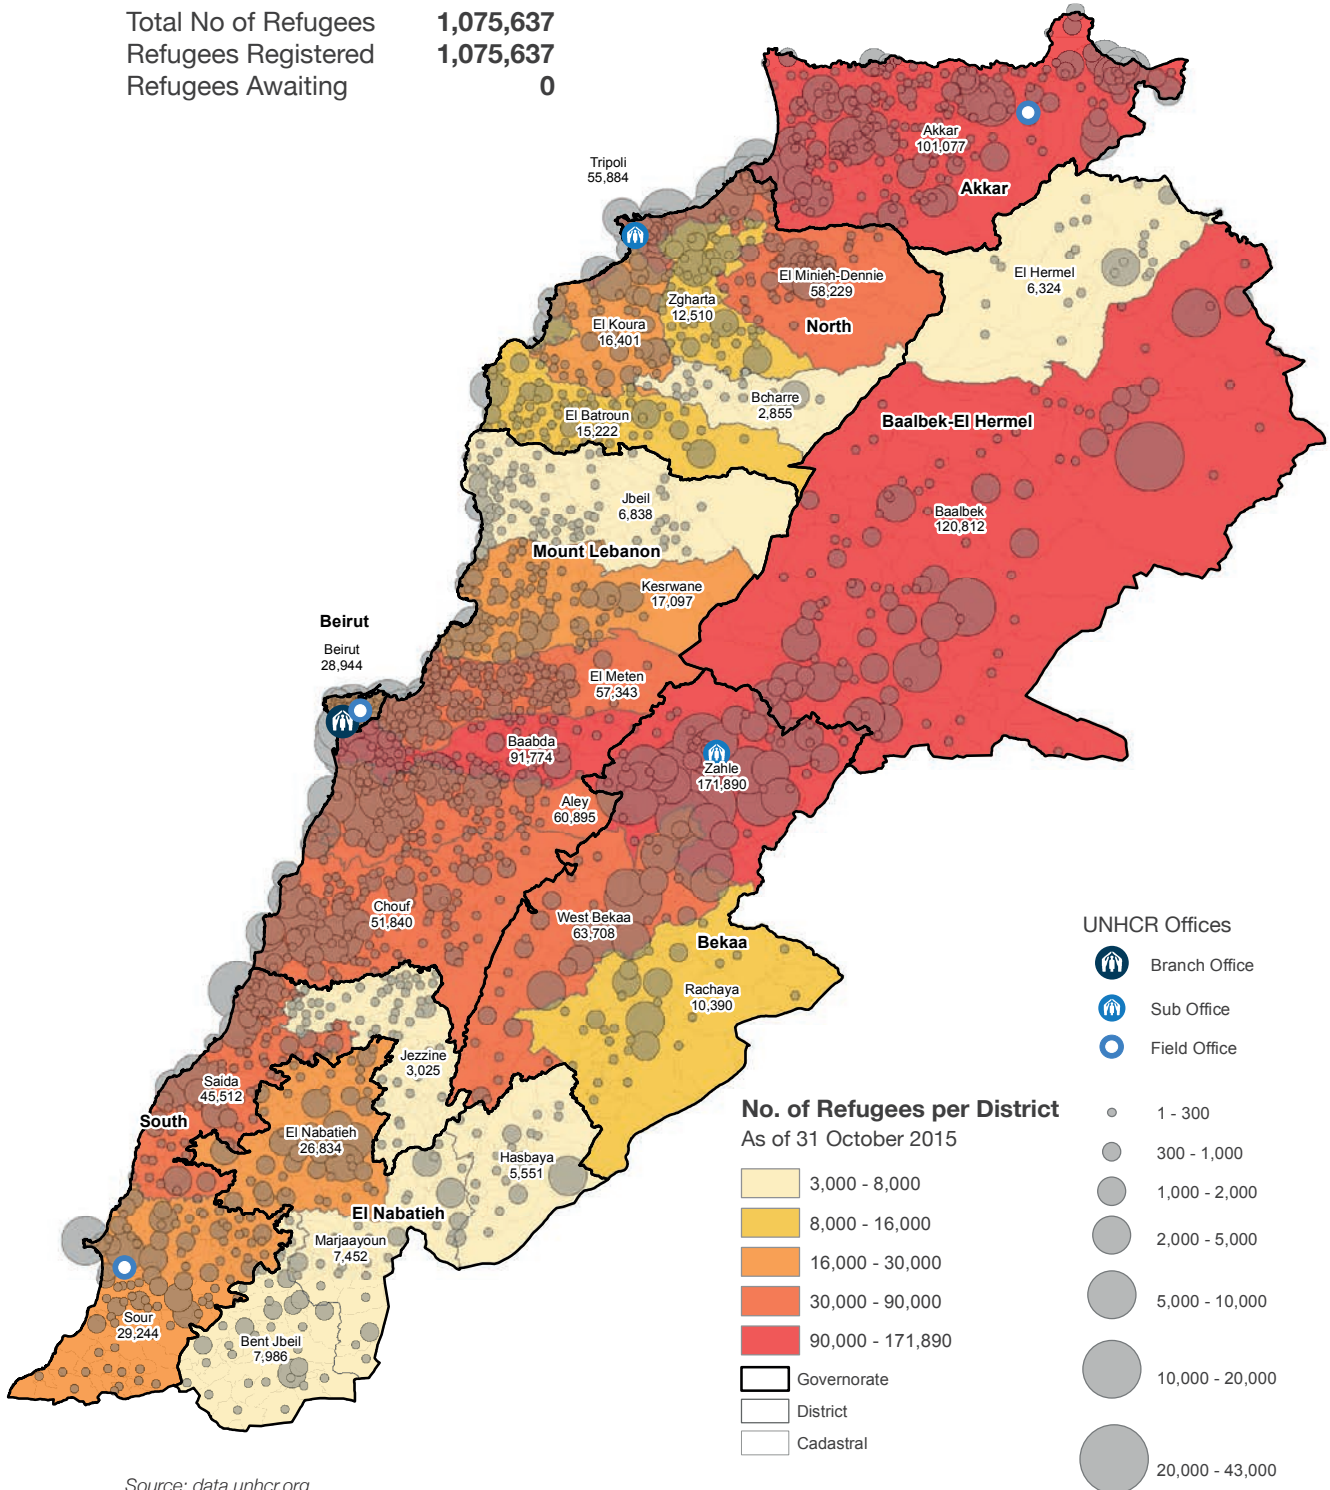 Total No of Refugees 1,075,637
Refugees Registered 1,075,637
Refugees Awaiting 0
Akkar
101,077
Akkar
Tripoli
55,884
El Hermel
6,324
El Minieh-Dennie
58,229
North
Zgharta
12,510
El Koura
16,401
Bcharre
2,855
El Batroun
15,222
Baalbek-El Hermel
Jbeil
6,838
Baalbek
120,812
Mount Lebanon
Kesrwane
17,097
Beirut
Beirut
28,944
El Meten
57,343
Baabda
91,774
Zahle
171,890
Aley
60,895
Chouf
51,840
West Bekaa
63,708
Bekaa
Rachaya
10,390
Jezzine
3,025
Saida
45,512
South
El Nabatieh
26,834
Hasbaya
5,551
El Nabatieh
Marjaayoun
7,452
Sour
29,244
Bent Jbeil
7,986
UNHCR Offices
Branch Office
Sub Office
Field Office
No. of Refugees per District
As of 31 October 2015
3,000 - 8,000
8,000 - 16,000
16,000 - 30,000
30,000 - 90,000
90,000 - 171,890
Governorate
District
Cadastral
1 - 300
300 - 1,000
1,000 - 2,000
2,000 - 5,000
5,000 - 10,000
10,000 - 20,000
20,000 - 43,000
Source: data.unhcr.org